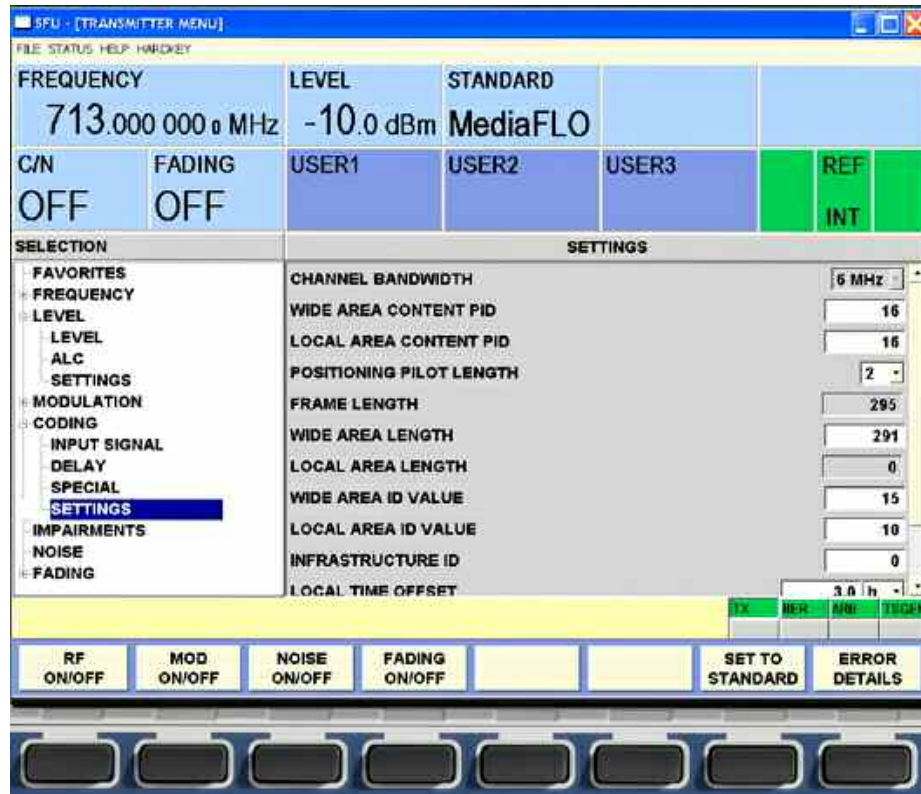 SFU - [TRANSMITTER MENU]
FILE STATUS HELP HARDKEY
FREQUENCY LEVEL STANDARD
713.000 000 0 MHz -10.0 dBm MediaFLO
C/N FADING USER1 USER2 USER3 REF
OFF OFF INT
SELECTION SETTINGS
FAVORITES
FREQUENCY
LEVEL
LEVEL
ALC
SETTINGS
MODULATION
CODING
INPUT SIGNAL
DELAY
SPECIAL
SETTINGS
IMPAIRMENTS
NOISE
FADING
CHANNEL BANDWIDTH 6 MHz
WIDE AREA CONTENT PID 16
LOCAL AREA CONTENT PID 16
POSITIONING PILOT LENGTH 2
FRAME LENGTH 295
WIDE AREA LENGTH 291
LOCAL AREA LENGTH 0
WIDE AREA ID VALUE 15
LOCAL AREA ID VALUE 10
INFRASTRUCTURE ID 0
LOCAL TIME OFFSET 3.0 h
TX BER ARB TSGEN
RF ON/OFF
MOD ON/OFF
NOISE ON/OFF
FADING ON/OFF
SET TO STANDARD
ERROR DETAILS